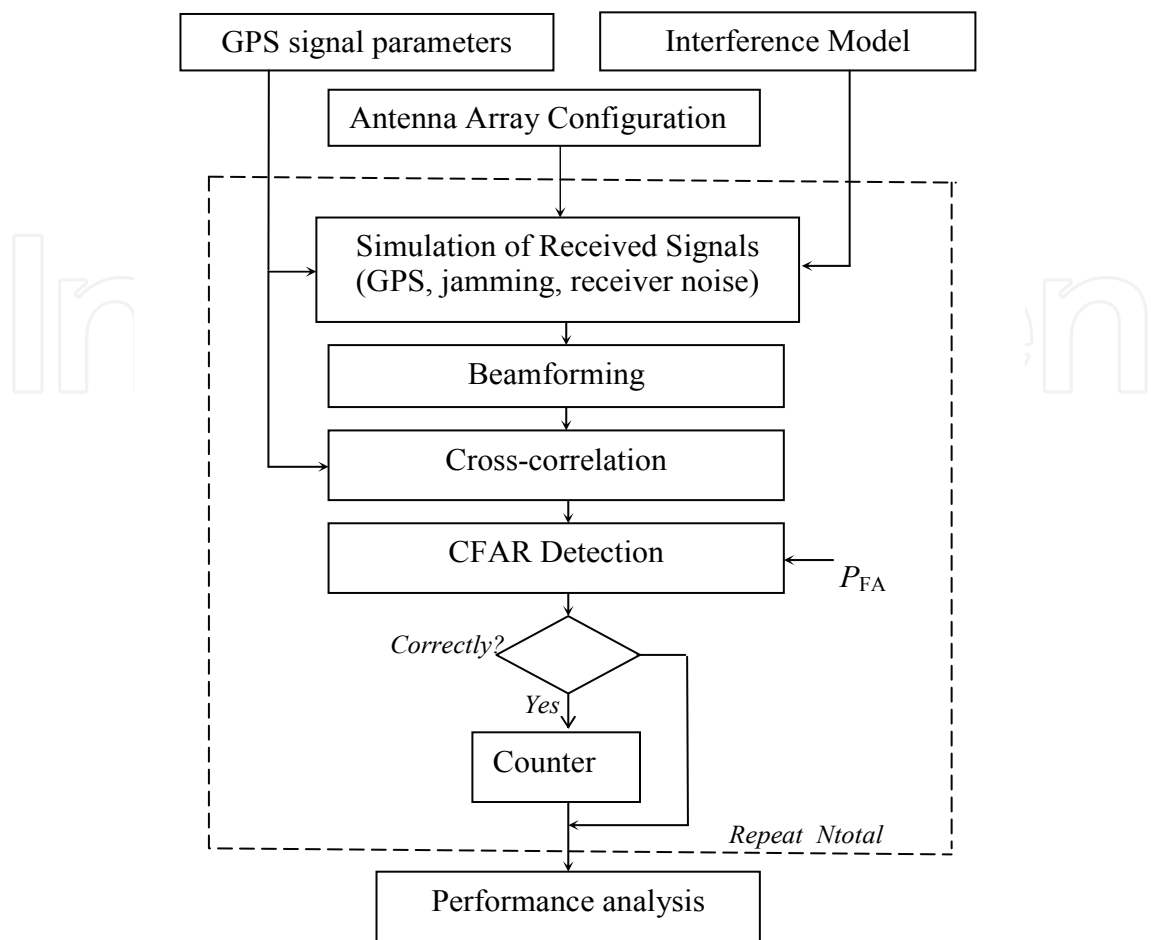 GPS signal parameters
Interference Model
Antenna Array Configuration
Simulation of Received Signals
(GPS, jamming, receiver noise)
Beamforming
Cross-correlation
CFAR Detection
PFA
Correctly?
Yes
Counter
Repeat Ntotal
Performance analysis